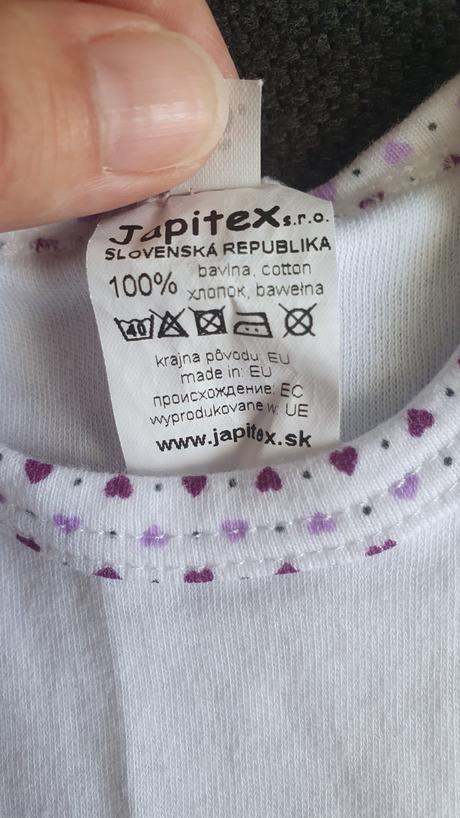 Japitex s.r.o.
SLOVENSKÁ REPUBLIKA
100% bavlna, cotton
хлопок, bawełna
40
krajna pôvodu: EU
made in: EU
происхождение: EC
wyprodukowane w: UE
www.japitex.sk